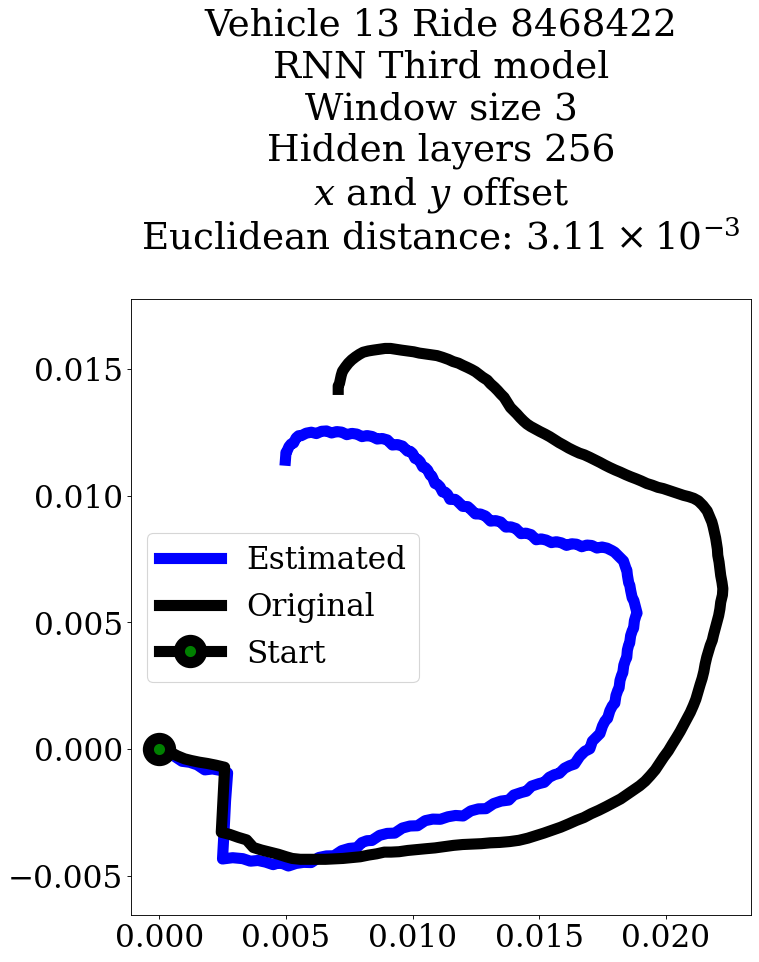 Vehicle 13 Ride 8468422
RNN Third model
Window size 3
Hidden layers 256
x and y offset
Euclidean distance: 3.11 × 10⁻³
0.015
0.010
0.005
0.000
−0.005
Estimated
Original
Start
0.000 0.005 0.010 0.015 0.020